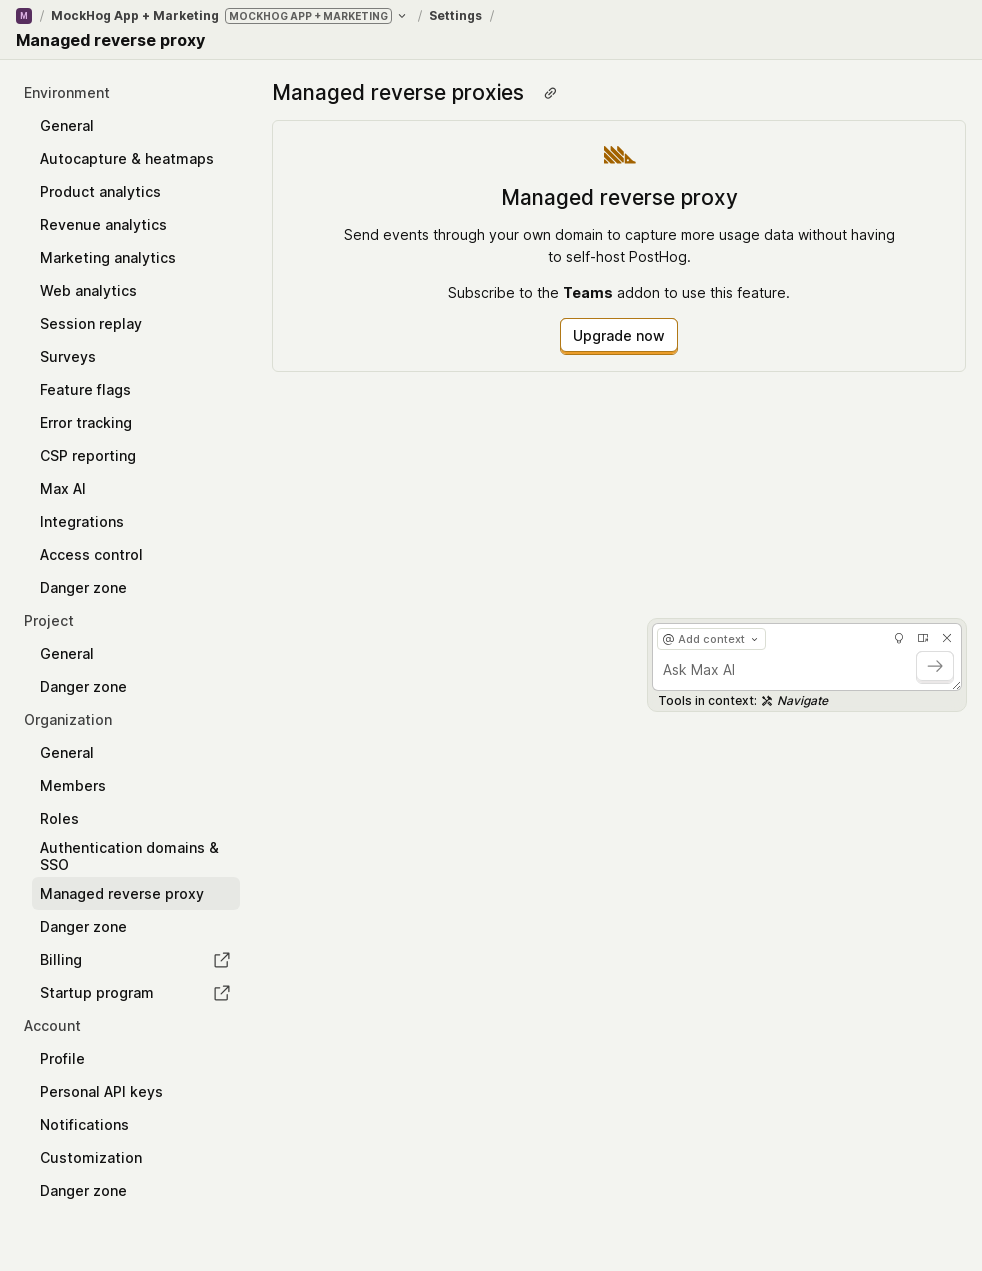 M / MockHog App + Marketing MOCKHOG APP + MARKETING / Settings /
Managed reverse proxy
Environment
General
Autocapture & heatmaps
Product analytics
Revenue analytics
Marketing analytics
Web analytics
Session replay
Surveys
Feature flags
Error tracking
CSP reporting
Max AI
Integrations
Access control
Danger zone
Project
General
Danger zone
Organization
General
Members
Roles
Authentication domains &
SSO
Managed reverse proxy
Danger zone
Billing
Startup program
Account
Profile
Personal API keys
Notifications
Customization
Danger zone
Managed reverse proxies
Managed reverse proxy
Send events through your own domain to capture more usage data without having
to self-host PostHog.
Subscribe to the Teams addon to use this feature.
Upgrade now
@ Add context
Ask Max AI
Tools in context: Navigate